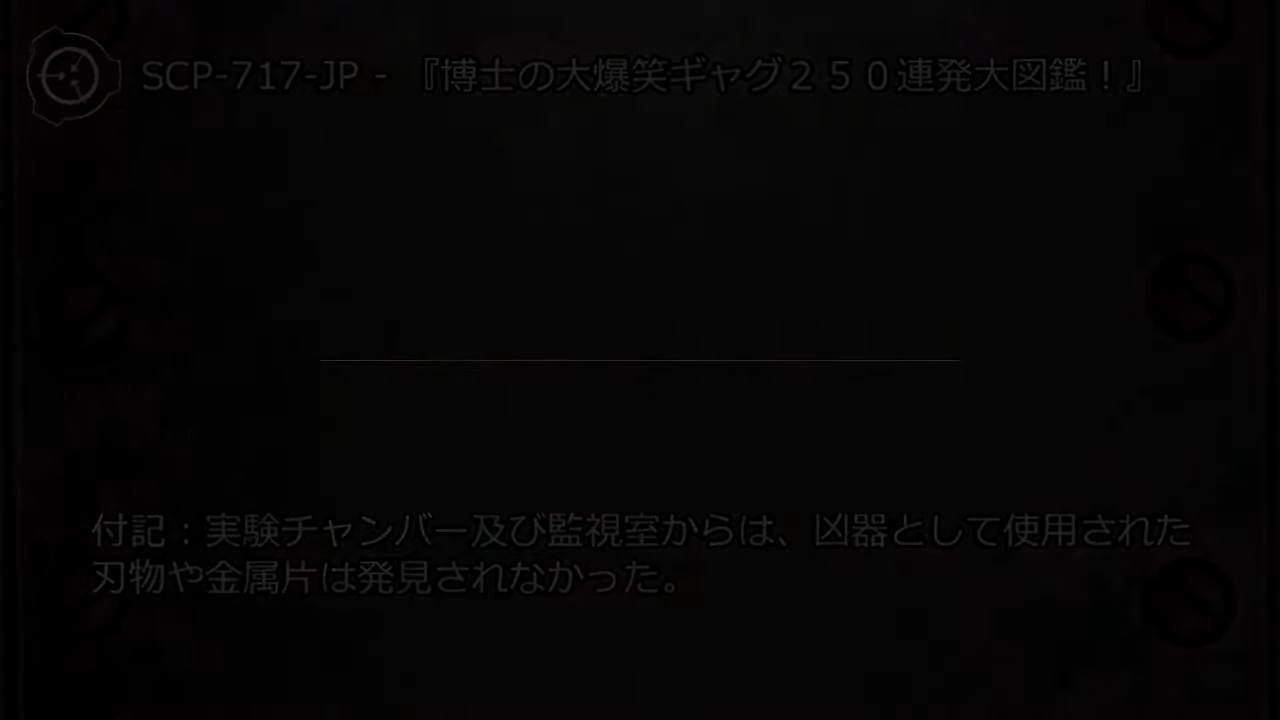 SCP-717-JP - 『博士の大爆笑ギャグ２５０連発大図鑑！』
付記：実験チャンバー及び監視室からは、凶器として使用された
刃物や金属片は発見されなかった。